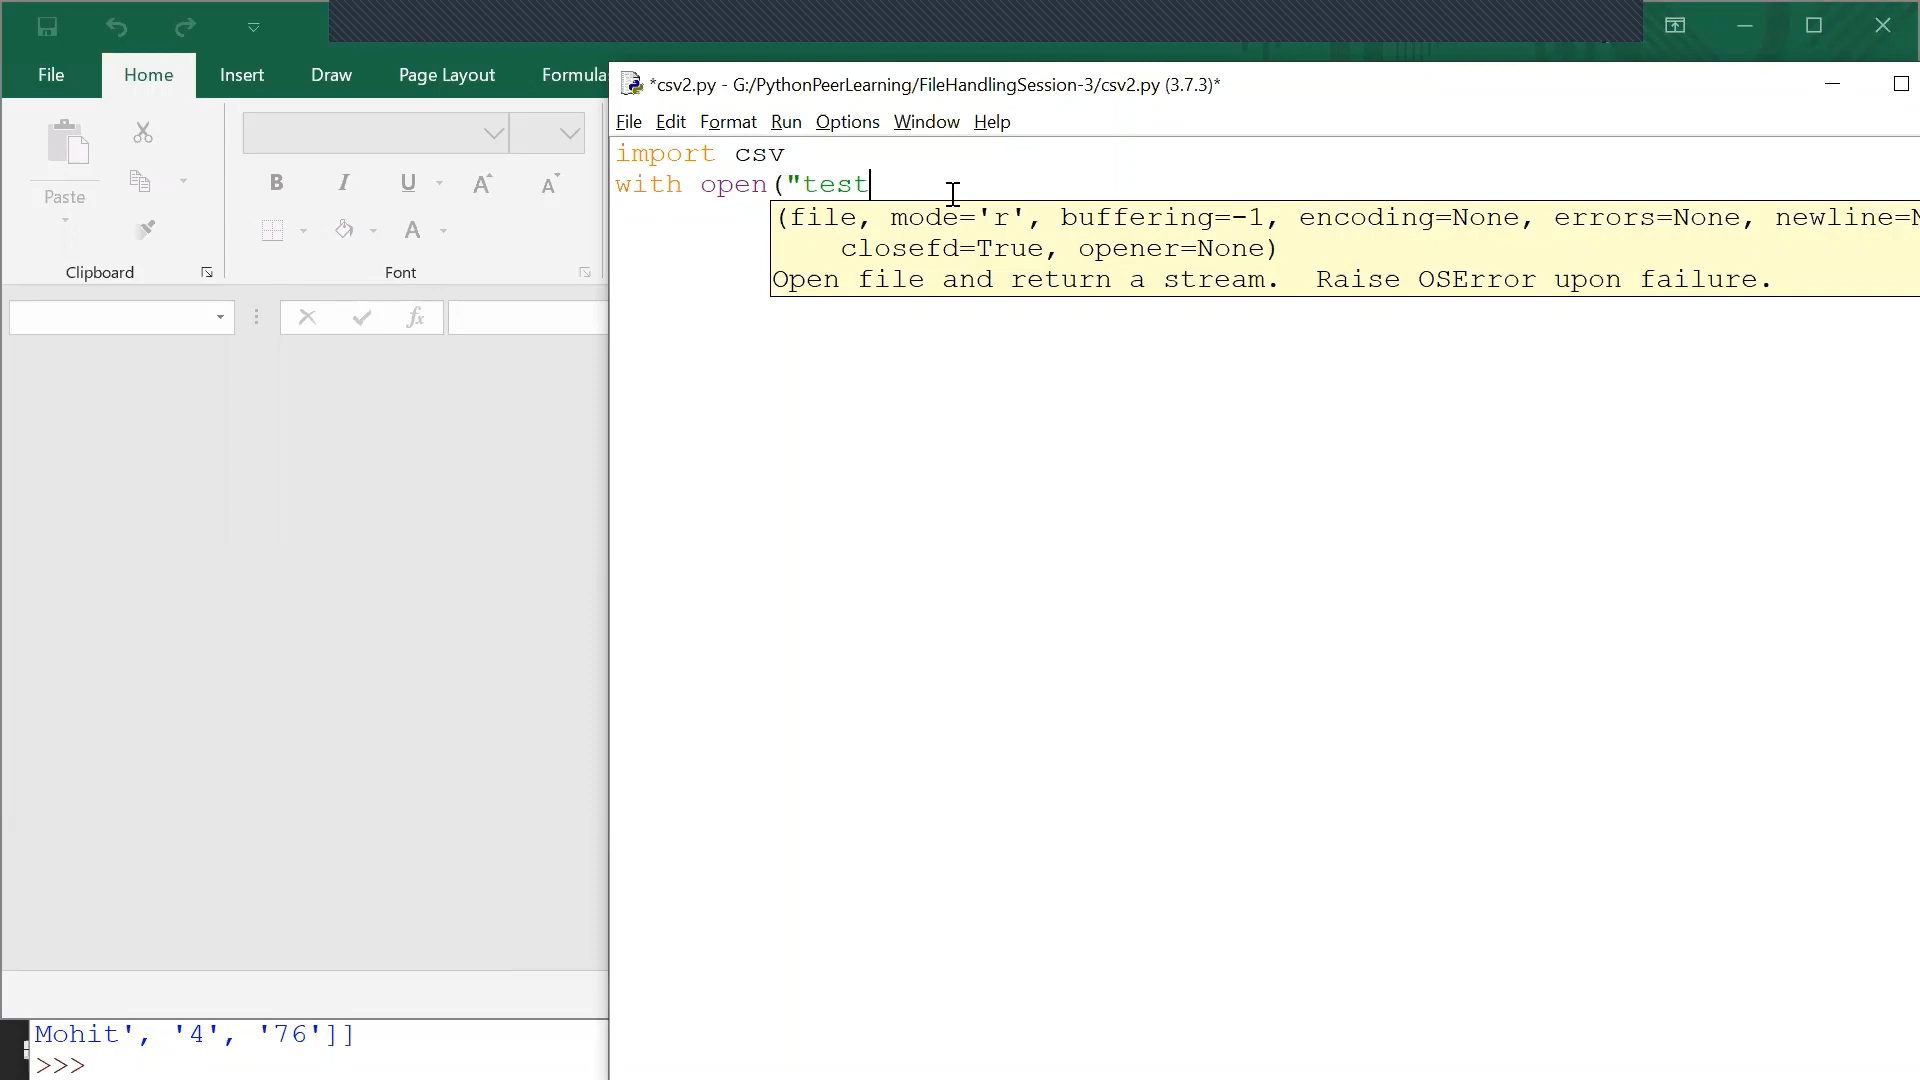 File Home Insert Draw Page Layout Formula
Paste
Clipboard
B I U A A
A
Font
fx
*csv2.py - G:/PythonPeerLearning/FileHandlingSession-3/csv2.py (3.7.3)*
File Edit Format Run Options Window Help
import csv
with open("test
(file, mode='r', buffering=-1, encoding=None, errors=None, newline=N
closefd=True, opener=None)
Open file and return a stream. Raise OSError upon failure.
Mohit', '4', '76']]
>>>